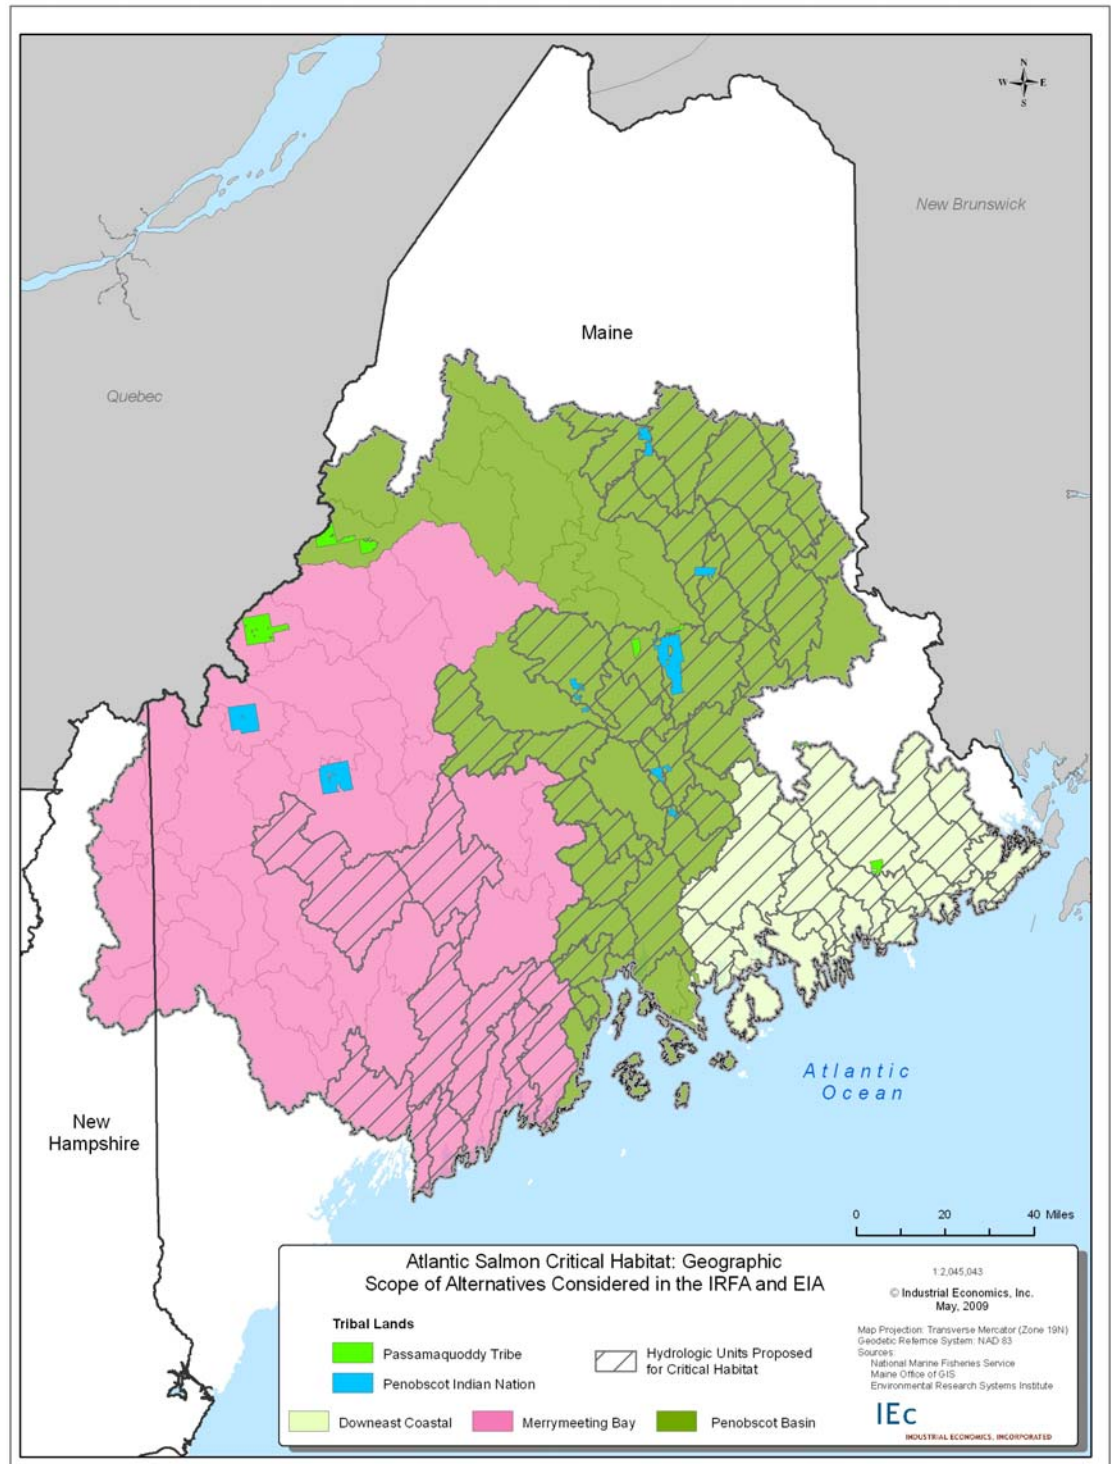 N
W E
S
New Brunswick
Maine
Quebec
Atlantic
Ocean
New
Hampshire
0 20 40 Miles
Atlantic Salmon Critical Habitat: Geographic
Scope of Alternatives Considered in the IRFA and EIA
1:2,045,043
© Industrial Economics, Inc.
May, 2009
Tribal Lands
Passamaquoddy Tribe
Penobscot Indian Nation
Hydrologic Units Proposed
for Critical Habitat
Map Projection: Transverse Mercator (Zone 19N)
Geodetic Refernce System: NAD 83
Sources:
National Marine Fisheries Service
Maine Office of GIS
Environmental Research Systems Institute
Downeast Coastal Merrymeeting Bay Penobscot Basin
IEc
INDUSTRIAL ECONOMICS, INCORPORATED